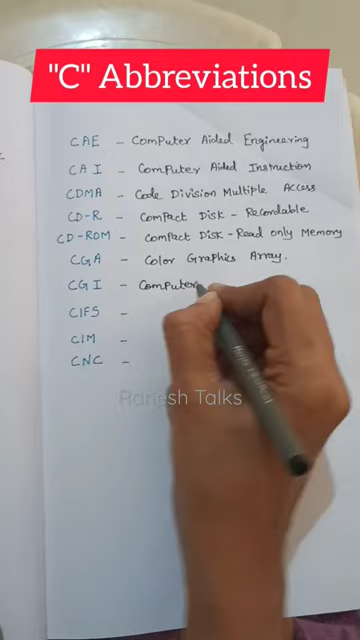 "C" Abbreviations
CAE - Computer Aided Engineering
CAI - Computer Aided Instruction
CDMA - Code Division Multiple Access
CD-R - Compact Disk - Recordable
CD-ROM - Compact Disk - Read only Memory
CGA - Color Graphics Array.
CGI - Computer
CIFS -
CIM -
CNC -
Ranesh Talks